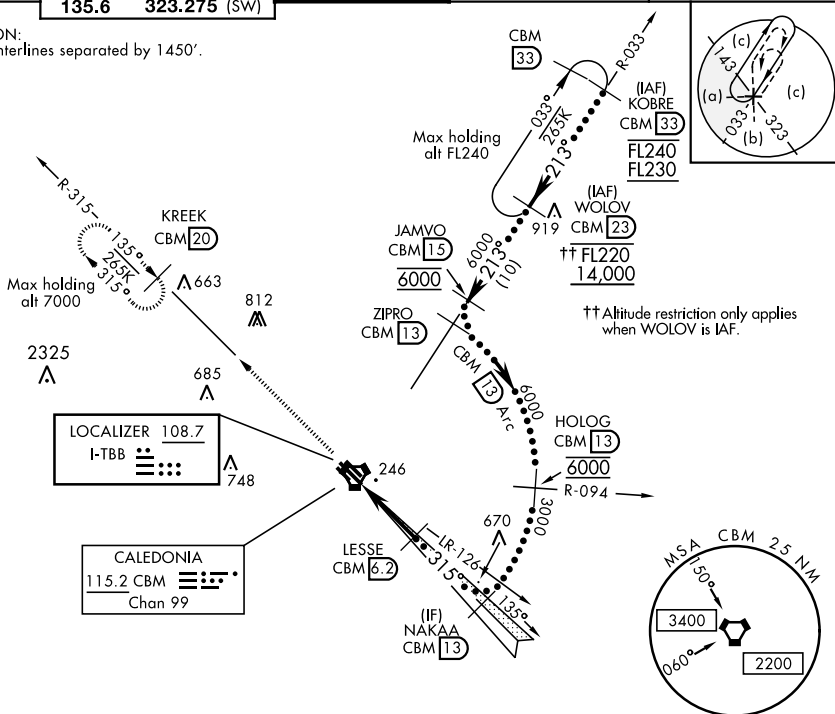 135.6 323.275 (SW)
ON:
nterlines separated by 1450'.
CBM
33
R-033
(IAF)
KOBRE
CBM 33
FL240
FL230
033°
265K
213°
Max holding
alt FL240
(c)
143
(a)
(c)
033
323
(b)
R-315
KREEK
CBM 20
135°
265K
315°
Max holding
alt 7000
663
812
2325
685
JAMVO
CBM 15
6000
6000
213°
(10)
919
(IAF)
WOLOV
CBM 23
†† FL220
14,000
††Altitude restriction only applies
when WOLOV is IAF.
ZIPRO
CBM 13
CBM 13 Arc
6000
HOLOG
CBM 13
6000
R-094
3000
LOCALIZER 108.7
I-TBB
748
246
670
CALEDONIA
115.2 CBM
Chan 99
LESSE
CBM 6.2
LR-126
315°
135°
(IF)
NAKAA
CBM 13
MSA CBM 25 NM
150°
3400
060°
2200